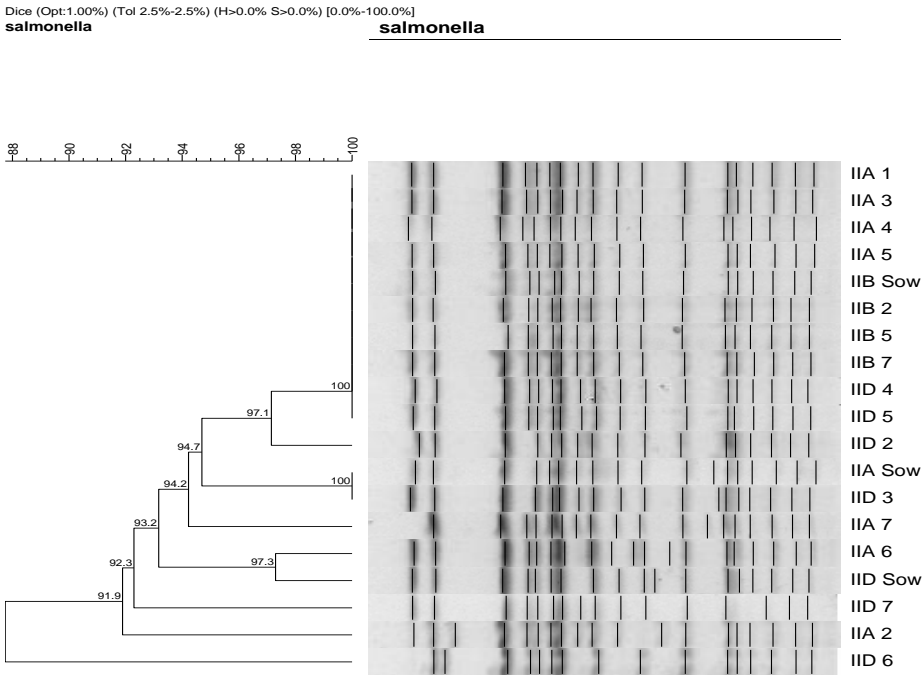 Dice (Opt:1.00%) (Tol 2.5%-2.5%) (H>0.0% S>0.0%) [0.0%-100.0%]
salmonella salmonella
88 90 92 94 96 98 100
IIA 1
IIA 3
IIA 4
IIA 5
IIB Sow
IIB 2
IIB 5
IIB 7
100 IID 4
97.1 IID 5
94.7 IID 2
100 IIA Sow
94.2 IID 3
93.2 IIA 7
97.3 IIA 6
92.3 IID Sow
91.9 IID 7
IIA 2
IID 6